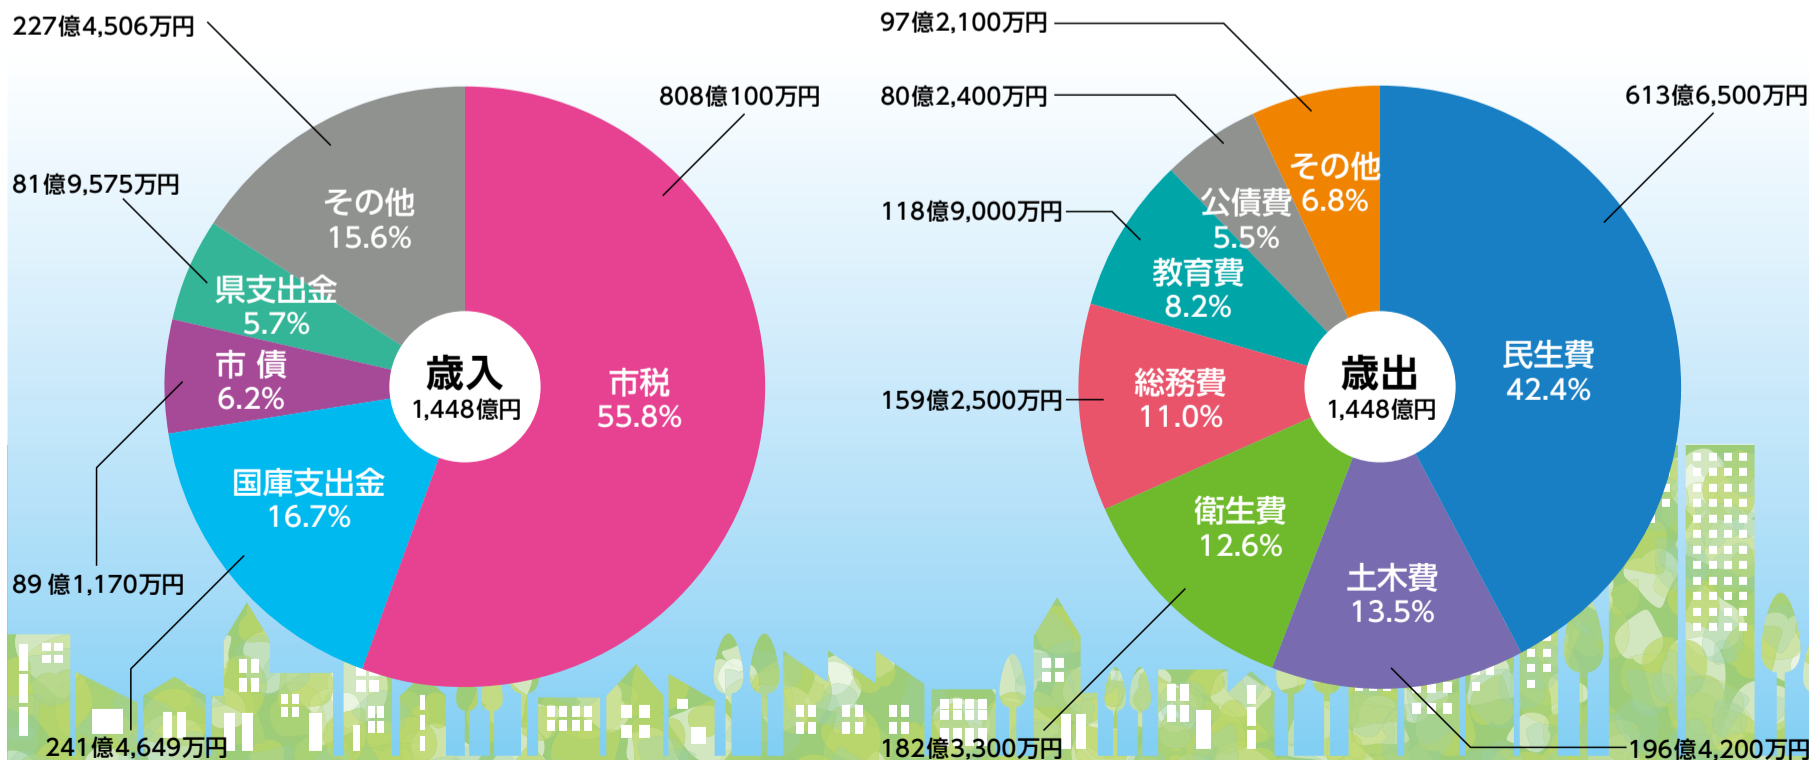 227億4,506万円
808億100万円
81億9,575万円
その他
15.6%
県支出金
5.7%
市 債
6.2%
歳入
1,448億円
市税
55.8%
国庫支出金
16.7%
89 億1,170万円
241億4,649万円
97億2,100万円
80億2,400万円
613億6,500万円
118億9,000万円
その他
6.8%
公債費
5.5%
教育費
8.2%
159億2,500万円
総務費
11.0%
歳出
1,448億円
民生費
42.4%
衛生費
12.6%
土木費
13.5%
182億3,300万円
196億4,200万円